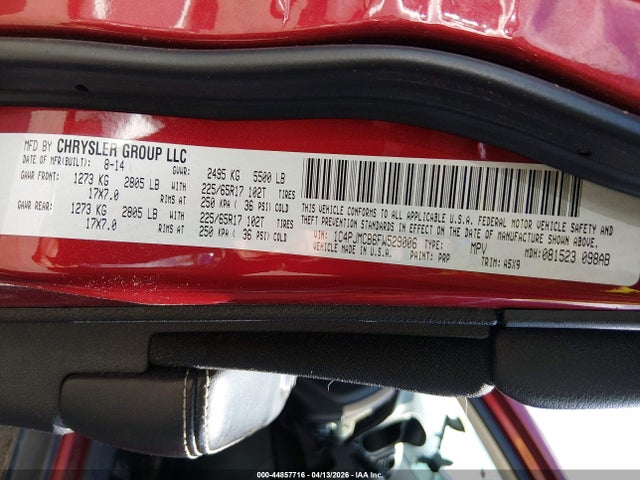 MFD BY CHRYSLER GROUP LLC
DATE OF MFR(BUILT): 8-14 GVWR: 2495 KG 5500 LB
GAWR FRONT: 1273 KG 2805 LB WITH 225/65R17 102T TIRES
17X7.0 RIMS AT 250 KPA ( 36 PSI) COLD
GAWR REAR: 1273 KG 2805 LB WITH 225/65R17 102T TIRES
17X7.0 RIMS AT 250 KPA ( 36 PSI) COLD
THIS VEHICLE CONFORMS TO ALL APPLICABLE U.S.A. FEDERAL MOTOR VEHICLE SAFETY AND
THEFT PREVENTION STANDARDS IN EFFECT ON THE DATE OF MANUFACTURE SHOWN ABOVE.
VIN: 1C4PJMCB6FW529006 TYPE: MPV MDH: 081523 098AB
VEHICLE MADE IN U.S.A. PAINT: PRP TRIM: A5X9
000-44857716 - 04/13/2026 - IAAI.COM